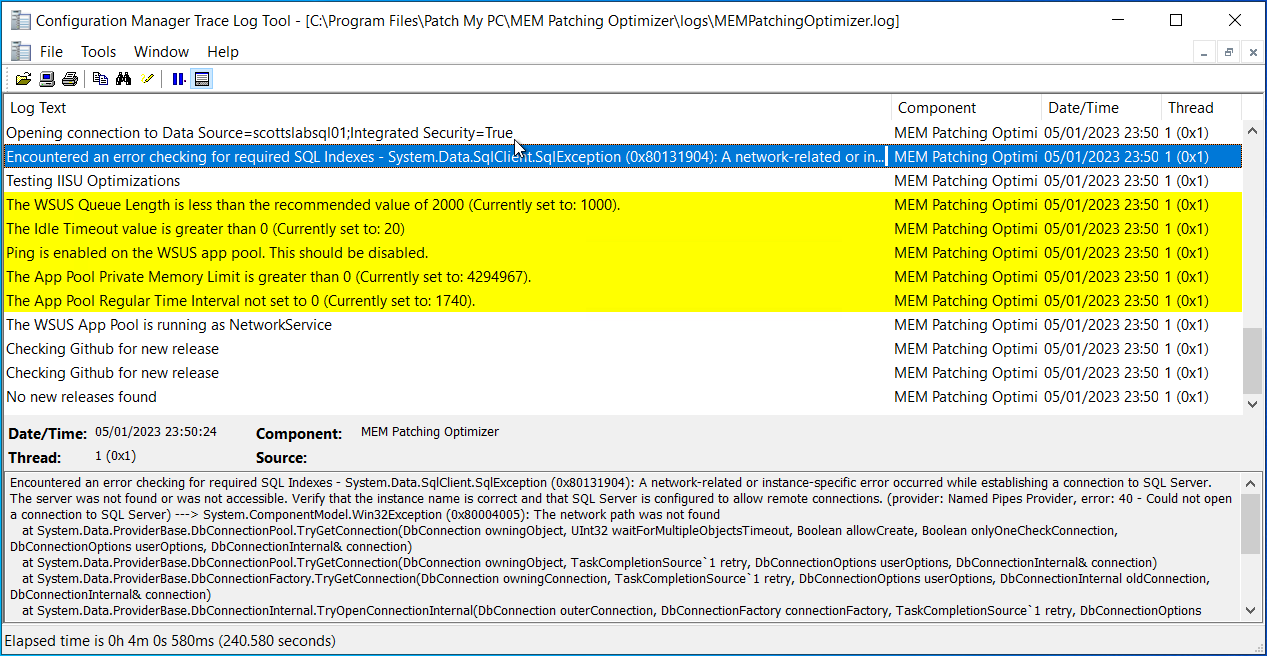 Configuration Manager Trace Log Tool - [C:\Program Files\Patch My PC\MEM Patching Optimizer\logs\MEMPatchingOptimizer.log]
File Tools Window Help
Log Text Component Date/Time Thread
Opening connection to Data Source=scottslabsql01;Integrated Security=True MEM Patching Optimi 05/01/2023 23:50 1 (0x1)
Encountered an error checking for required SQL Indexes - System.Data.SqlClient.SqlException (0x80131904): A network-related or in... MEM Patching Optimi 05/01/2023 23:50 1 (0x1)
Testing IISU Optimizations MEM Patching Optimi 05/01/2023 23:50 1 (0x1)
The WSUS Queue Length is less than the recommended value of 2000 (Currently set to: 1000). MEM Patching Optimi 05/01/2023 23:50 1 (0x1)
The Idle Timeout value is greater than 0 (Currently set to: 20) MEM Patching Optimi 05/01/2023 23:50 1 (0x1)
Ping is enabled on the WSUS app pool. This should be disabled. MEM Patching Optimi 05/01/2023 23:50 1 (0x1)
The App Pool Private Memory Limit is greater than 0 (Currently set to: 4294967). MEM Patching Optimi 05/01/2023 23:50 1 (0x1)
The App Pool Regular Time Interval not set to 0 (Currently set to: 1740). MEM Patching Optimi 05/01/2023 23:50 1 (0x1)
The WSUS App Pool is running as NetworkService MEM Patching Optimi 05/01/2023 23:50 1 (0x1)
Checking Github for new release MEM Patching Optimi 05/01/2023 23:50 1 (0x1)
Checking Github for new release MEM Patching Optimi 05/01/2023 23:50 1 (0x1)
No new releases found MEM Patching Optimi 05/01/2023 23:50 1 (0x1)
Date/Time: 05/01/2023 23:50:24 Component: MEM Patching Optimizer
Thread: 1 (0x1) Source:
Encountered an error checking for required SQL Indexes - System.Data.SqlClient.SqlException (0x80131904): A network-related or instance-specific error occurred while establishing a connection to SQL Server.
The server was not found or was not accessible. Verify that the instance name is correct and that SQL Server is configured to allow remote connections. (provider: Named Pipes Provider, error: 40 - Could not open
a connection to SQL Server) ---> System.ComponentModel.Win32Exception (0x80004005): The network path was not found
at System.Data.ProviderBase.DbConnectionPool.TryGetConnection(DbConnection owningObject, UInt32 waitForMultipleObjectsTimeout, Boolean allowCreate, Boolean onlyOneCheckConnection,
DbConnectionOptions userOptions, DbConnectionInternal& connection)
at System.Data.ProviderBase.DbConnectionPool.TryGetConnection(DbConnection owningObject, TaskCompletionSource`1 retry, DbConnectionOptions userOptions, DbConnectionInternal& connection)
at System.Data.ProviderBase.DbConnectionFactory.TryGetConnection(DbConnection owningConnection, TaskCompletionSource`1 retry, DbConnectionOptions userOptions, DbConnectionInternal oldConnection,
DbConnectionInternal& connection)
at System.Data.ProviderBase.DbConnectionInternal.TryOpenConnectionInternal(DbConnection outerConnection, DbConnectionFactory connectionFactory, TaskCompletionSource`1 retry, DbConnectionOptions
Elapsed time is 0h 4m 0s 580ms (240.580 seconds)